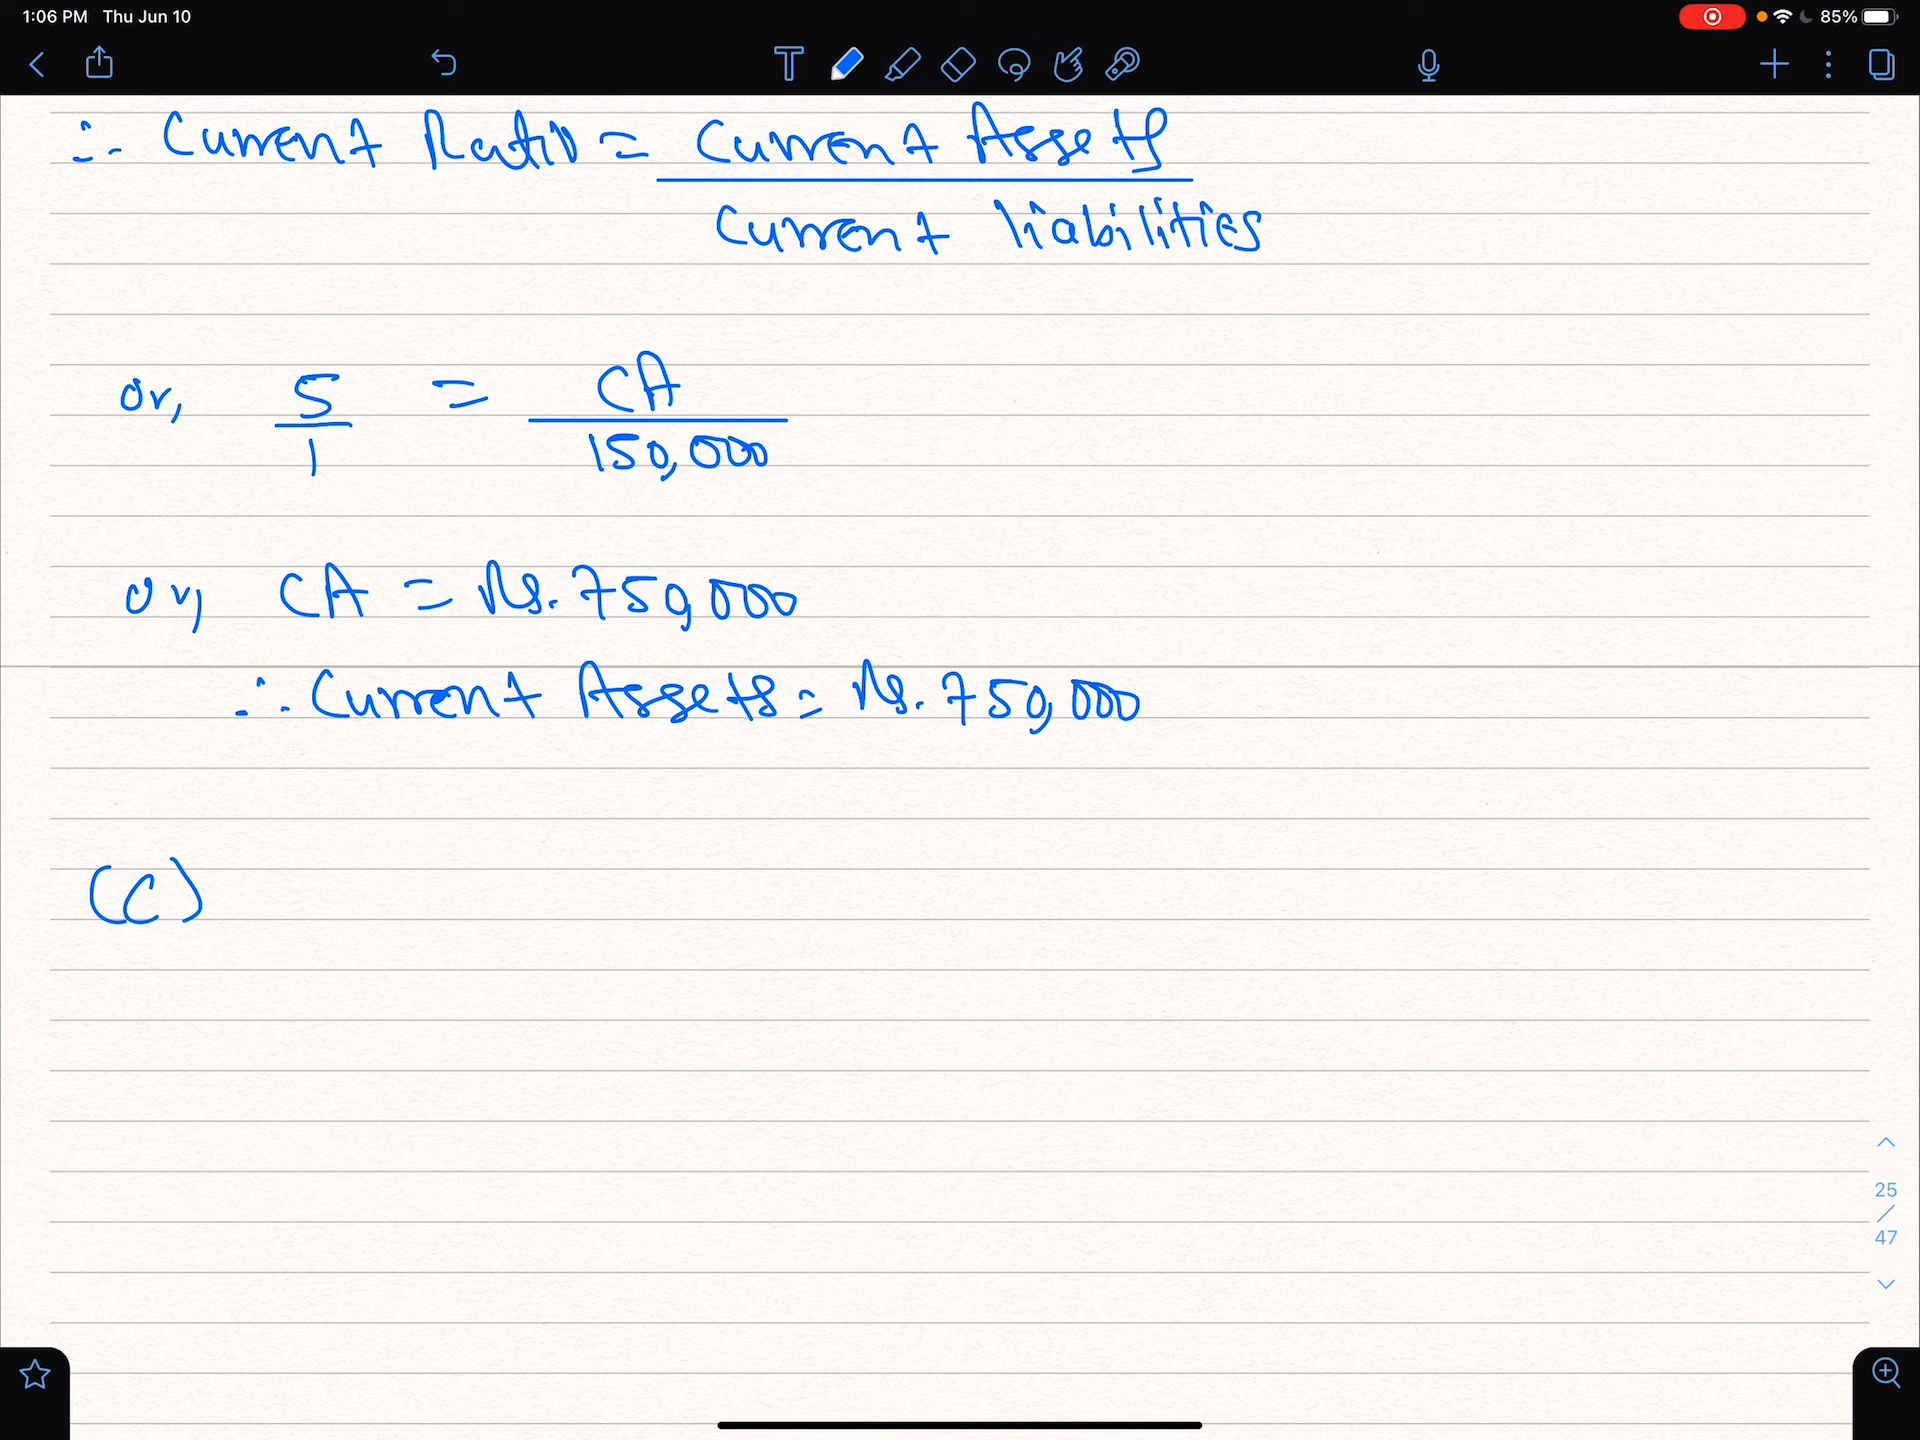 1:06 PM Thu Jun 10 85%
∴ Current Ratio = Current Assets
Current liabilities
or, 5 = CA
1 150,000
or, CA = Rs. 750,000
∴ Current Assets = Rs. 750,000
(C)
25
/
47